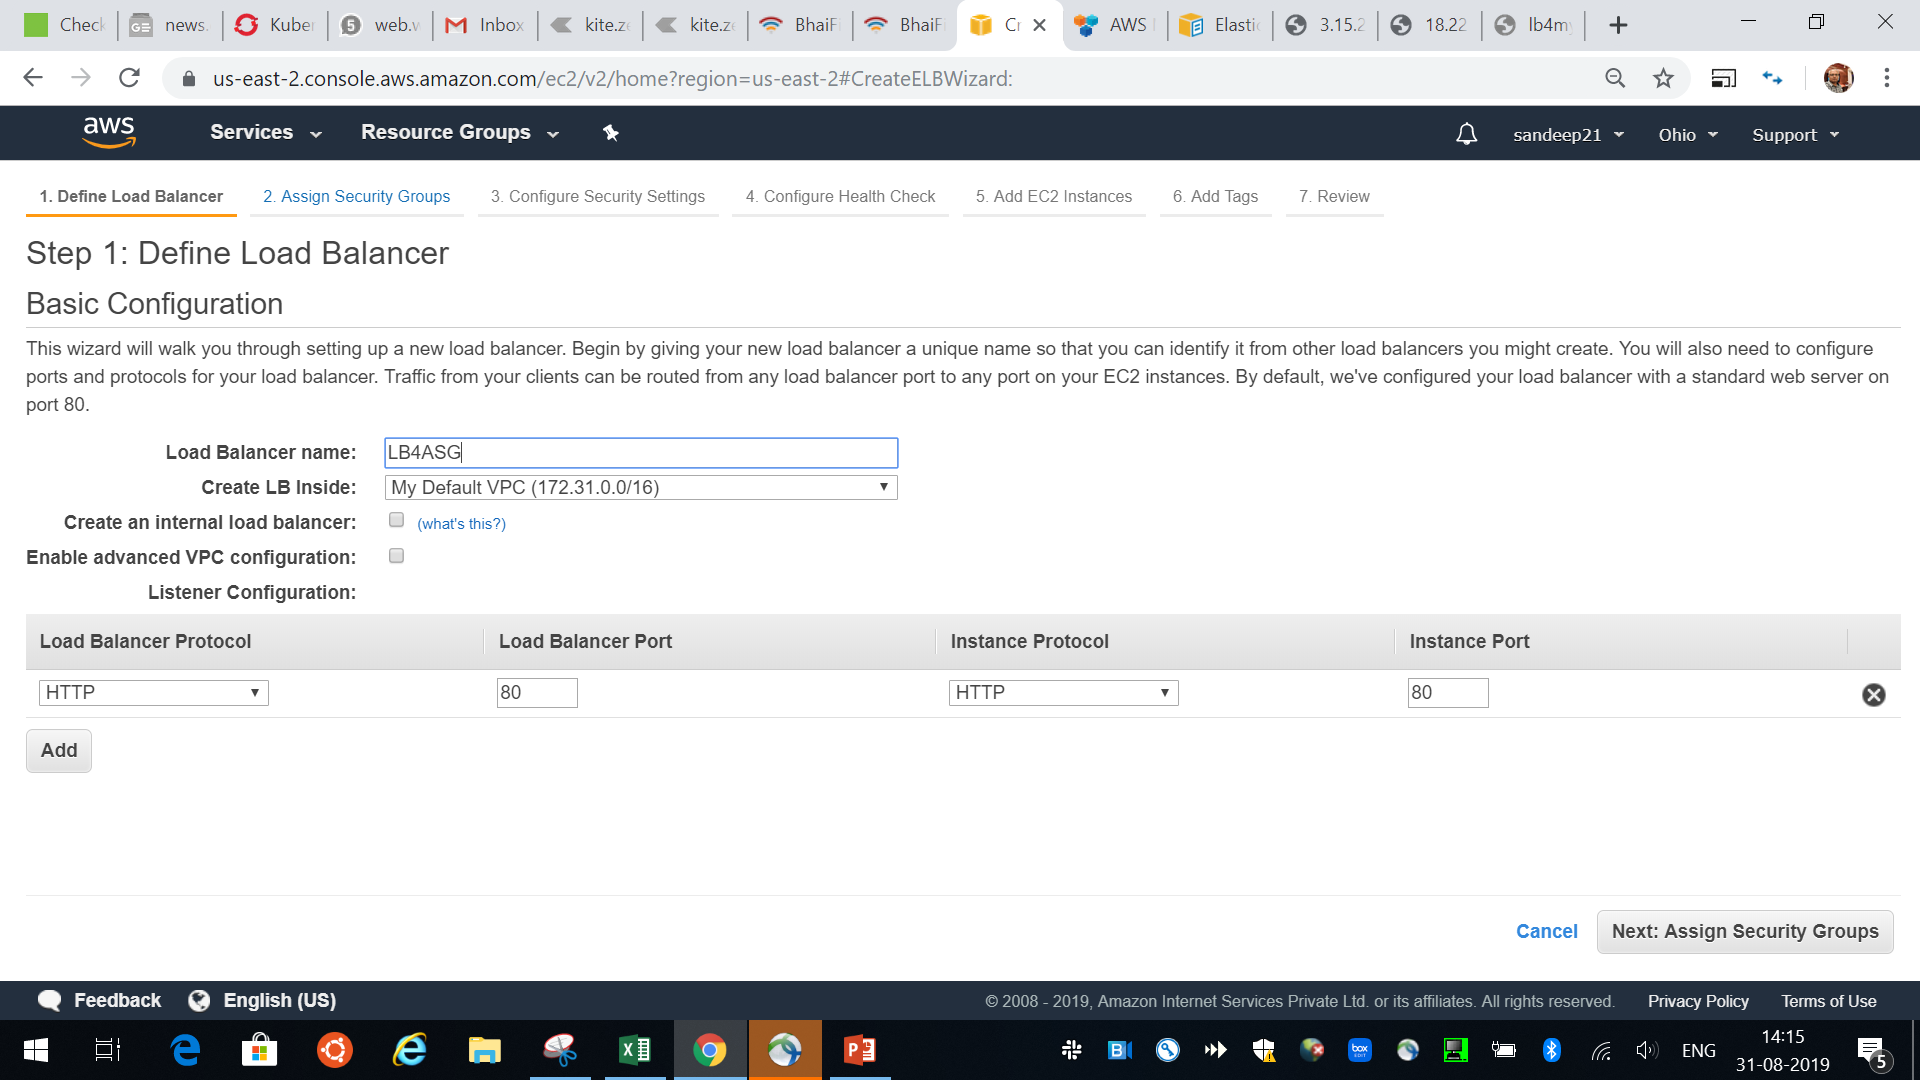 Check
news.
Kuber
web.w
Inbox
kite.ze
kite.ze
BhaiFi
BhaiFi
Cr
AWS
Elastic
3.15.2
18.22
lb4my
us-east-2.console.aws.amazon.com/ec2/v2/home?region=us-east-2#CreateELBWizard:
aws Services Resource Groups sandeep21 Ohio Support
1. Define Load Balancer 2. Assign Security Groups 3. Configure Security Settings 4. Configure Health Check 5. Add EC2 Instances 6. Add Tags 7. Review
Step 1: Define Load Balancer
Basic Configuration
This wizard will walk you through setting up a new load balancer. Begin by giving your new load balancer a unique name so that you can identify it from other load balancers you might create. You will also need to configure
ports and protocols for your load balancer. Traffic from your clients can be routed from any load balancer port to any port on your EC2 instances. By default, we've configured your load balancer with a standard web server on
port 80.
Load Balancer name: LB4ASG
Create LB Inside: My Default VPC (172.31.0.0/16)
Create an internal load balancer: (what's this?)
Enable advanced VPC configuration:
Listener Configuration:
Load Balancer Protocol Load Balancer Port Instance Protocol Instance Port
HTTP 80 HTTP 80
Add
Cancel Next: Assign Security Groups
Feedback English (US) © 2008 - 2019, Amazon Internet Services Private Ltd. or its affiliates. All rights reserved. Privacy Policy Terms of Use
ENG
14:15
31-08-2019
5